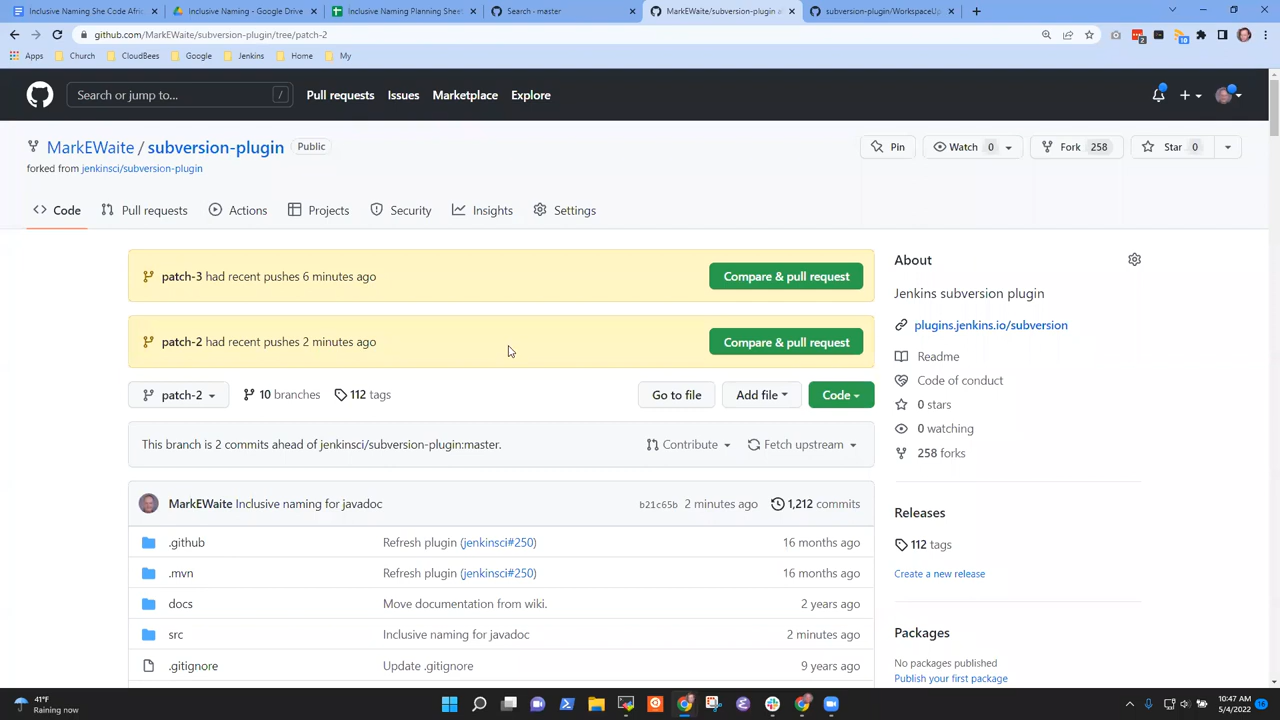 Inclusive Naming She Code Afric
Inclusive Naming - Google Drive
Inclusive Naming Planning Sheet
Search - master
MarkEWaite/subversion-plugin at
subversion-plugin/WorkspaceUp
github.com/MarkEWaite/subversion-plugin/tree/patch-2
Apps Church CloudBees Google Jenkins Home My
Search or jump to... /
Pull requests Issues Marketplace Explore
MarkEWaite / subversion-plugin Public
forked from jenkinsci/subversion-plugin
Pin Watch 0 Fork 258 Star 0
Code Pull requests Actions Projects Security Insights Settings
patch-3 had recent pushes 6 minutes ago Compare & pull request
patch-2 had recent pushes 2 minutes ago Compare & pull request
patch-2 10 branches 112 tags Go to file Add file Code
This branch is 2 commits ahead of jenkinsci/subversion-plugin:master. Contribute Fetch upstream
MarkEWaite Inclusive naming for javadoc b21c65b 2 minutes ago 1,212 commits
.github Refresh plugin (jenkinsci#250) 16 months ago
.mvn Refresh plugin (jenkinsci#250) 16 months ago
docs Move documentation from wiki. 2 years ago
src Inclusive naming for javadoc 2 minutes ago
.gitignore Update .gitignore 9 years ago
About
Jenkins subversion plugin
plugins.jenkins.io/subversion
Readme
Code of conduct
0 stars
0 watching
258 forks
Releases
112 tags
Create a new release
Packages
No packages published
Publish your first package
41°F
Raining now
10:47 AM
5/4/2022